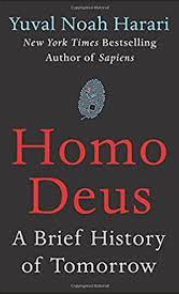 Yuval Noah Harari
New York Times Bestselling
Author of Sapiens
Homo
Deus
A Brief History
of Tomorrow